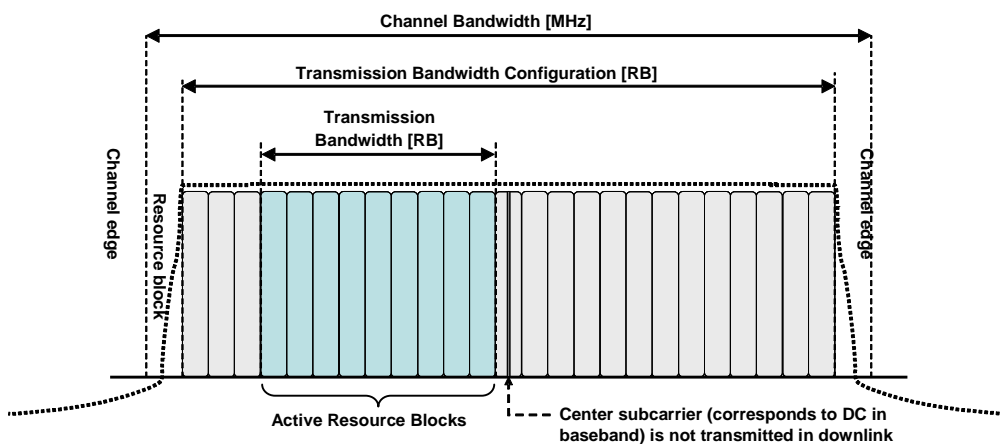 Channel Bandwidth [MHz]
Transmission Bandwidth Configuration [RB]
Transmission
Bandwidth [RB]
Channel edge
Resource block
Channel edge
Active Resource Blocks
Center subcarrier (corresponds to DC in
baseband) is not transmitted in downlink